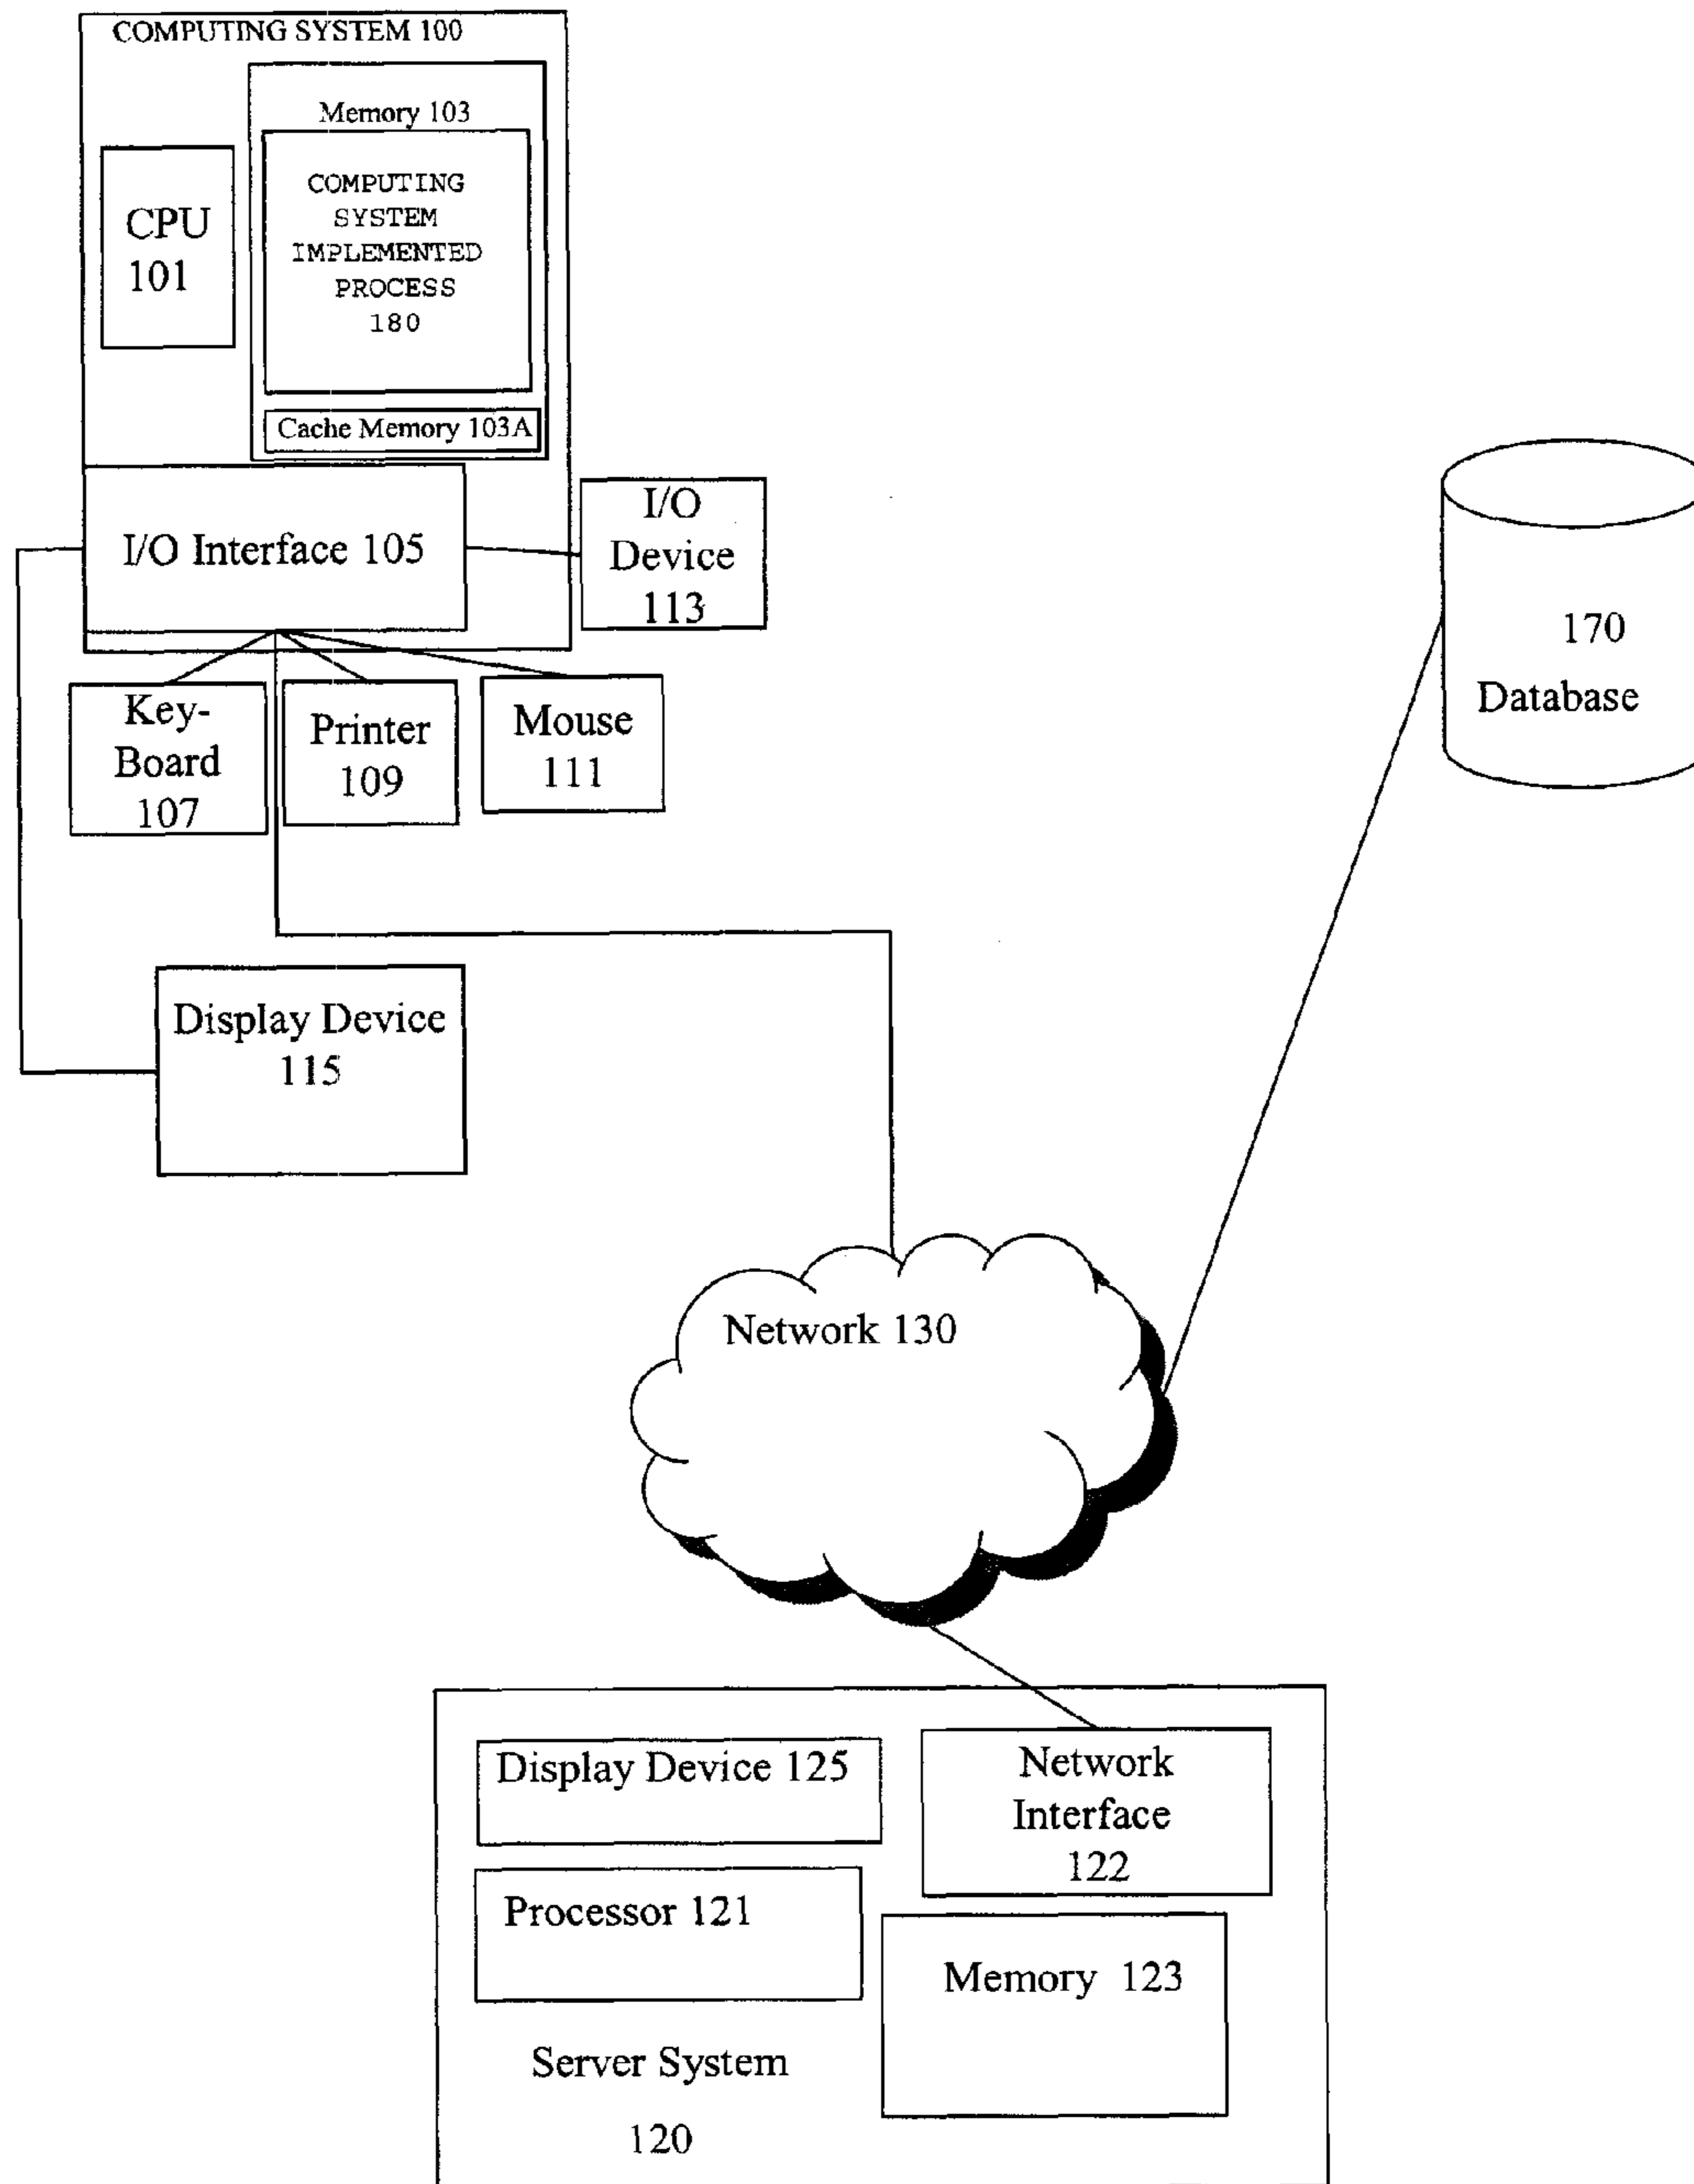 COMPUTING SYSTEM 100
Memory 103
COMPUTING
SYSTEM
IMPLEMENTED
PROCESS
180
CPU
101
Cache Memory 103A
I/O Interface 105
I/O
Device
113
Key-
Board
107
Printer
109
Mouse
111
170
Database
Display Device
115
Network 130
Display Device 125
Network
Interface
122
Processor 121
Memory 123
Server System
120